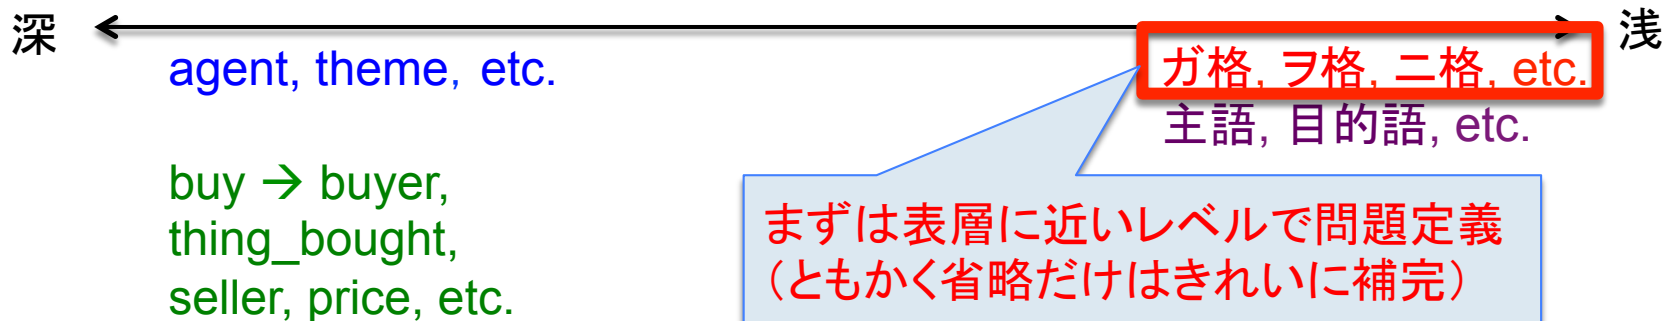 深
浅
agent, theme, etc.
ガ格, ヲ格, ニ格, etc.
主語, 目的語, etc.
buy → buyer,
thing_bought,
seller, price, etc.
まずは表層に近いレベルで問題定義
（ともかく省略だけはきれいに補完）